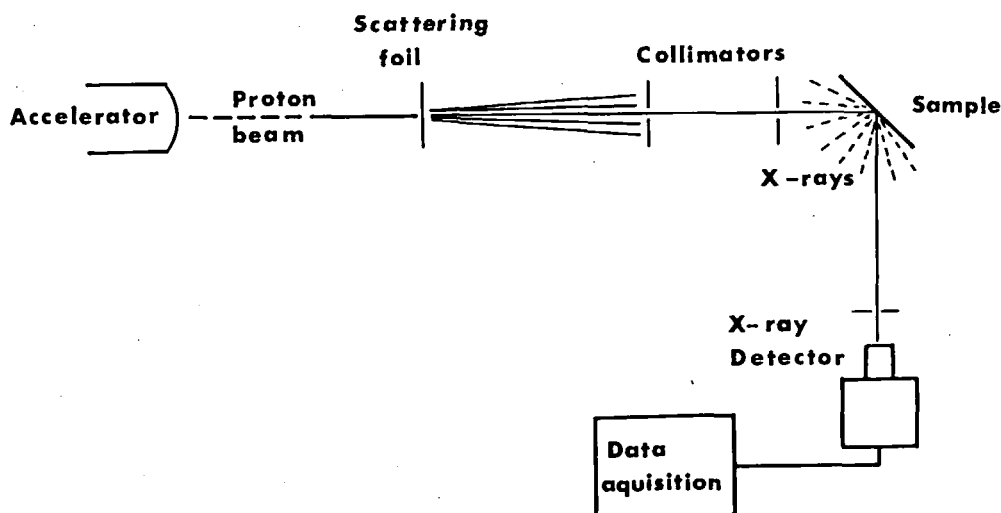 Scattering
foil
Collimators
Accelerator
Proton
beam
Sample
X-rays
X-ray
Detector
Data
aquisition